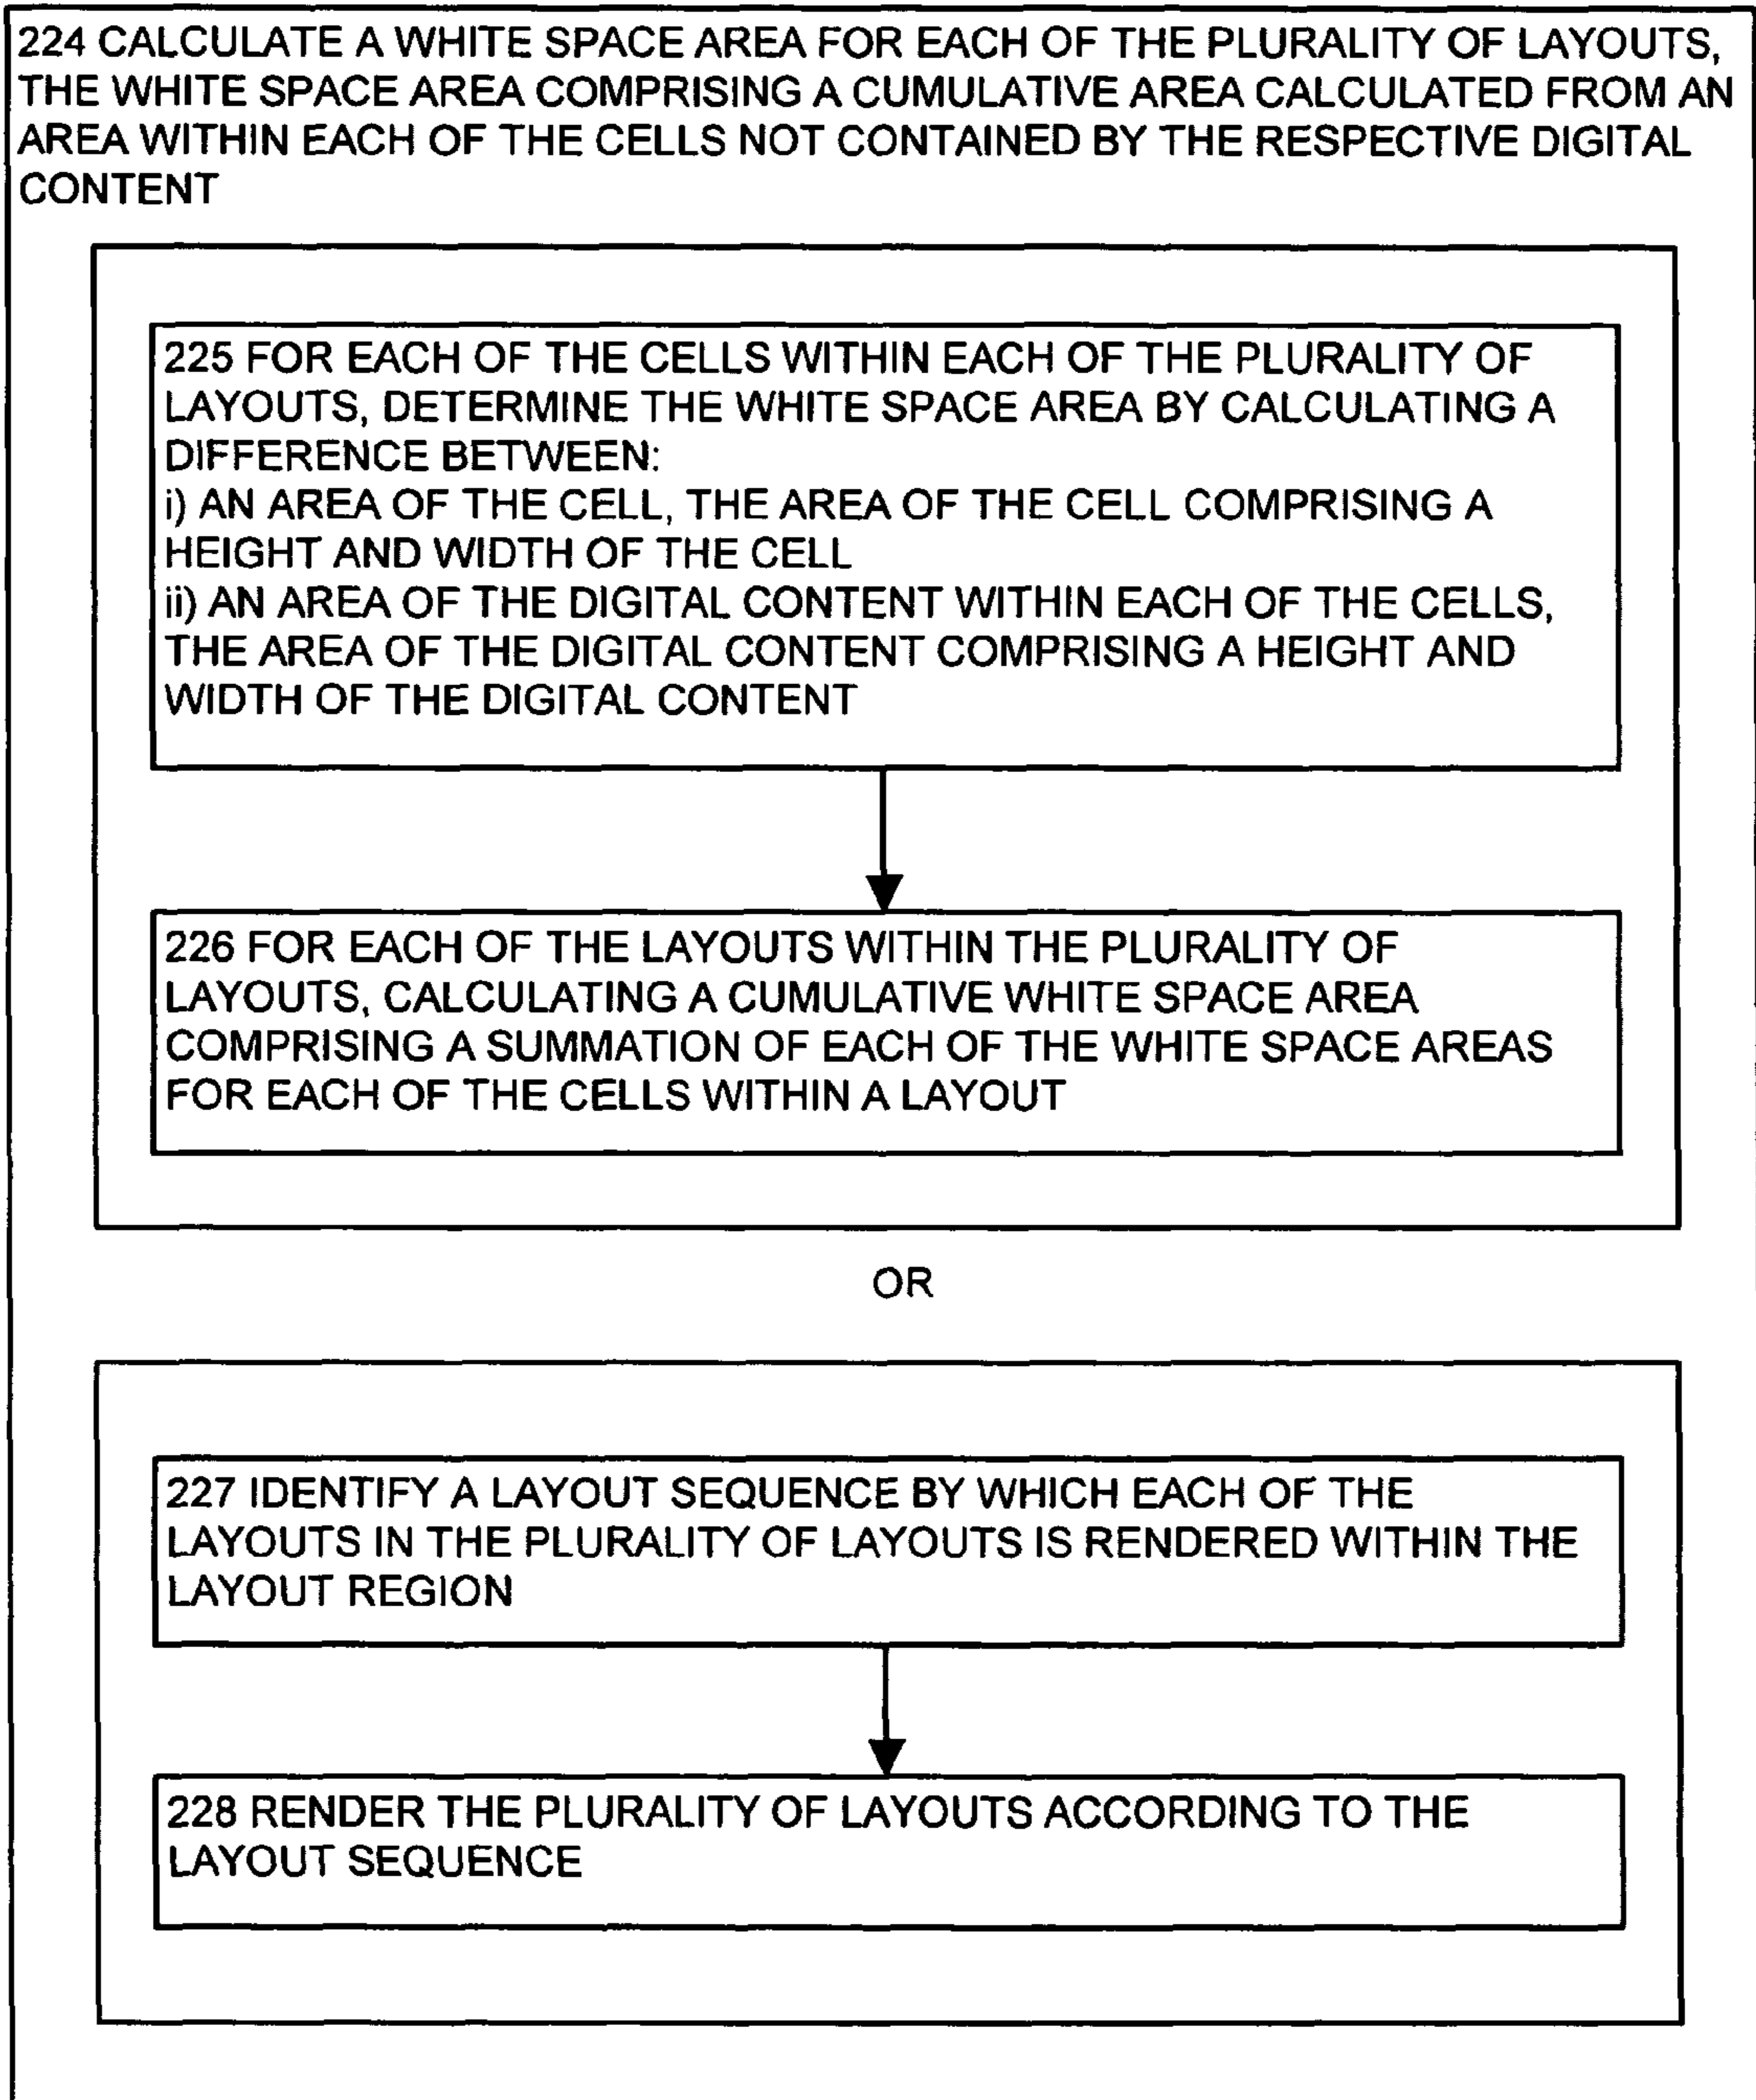 224 CALCULATE A WHITE SPACE AREA FOR EACH OF THE PLURALITY OF LAYOUTS,
THE WHITE SPACE AREA COMPRISING A CUMULATIVE AREA CALCULATED FROM AN
AREA WITHIN EACH OF THE CELLS NOT CONTAINED BY THE RESPECTIVE DIGITAL
CONTENT
225 FOR EACH OF THE CELLS WITHIN EACH OF THE PLURALITY OF
LAYOUTS, DETERMINE THE WHITE SPACE AREA BY CALCULATING A
DIFFERENCE BETWEEN:
i) AN AREA OF THE CELL, THE AREA OF THE CELL COMPRISING A
HEIGHT AND WIDTH OF THE CELL
ii) AN AREA OF THE DIGITAL CONTENT WITHIN EACH OF THE CELLS,
THE AREA OF THE DIGITAL CONTENT COMPRISING A HEIGHT AND
WIDTH OF THE DIGITAL CONTENT
226 FOR EACH OF THE LAYOUTS WITHIN THE PLURALITY OF
LAYOUTS, CALCULATING A CUMULATIVE WHITE SPACE AREA
COMPRISING A SUMMATION OF EACH OF THE WHITE SPACE AREAS
FOR EACH OF THE CELLS WITHIN A LAYOUT
OR
227 IDENTIFY A LAYOUT SEQUENCE BY WHICH EACH OF THE
LAYOUTS IN THE PLURALITY OF LAYOUTS IS RENDERED WITHIN THE
LAYOUT REGION
228 RENDER THE PLURALITY OF LAYOUTS ACCORDING TO THE
LAYOUT SEQUENCE